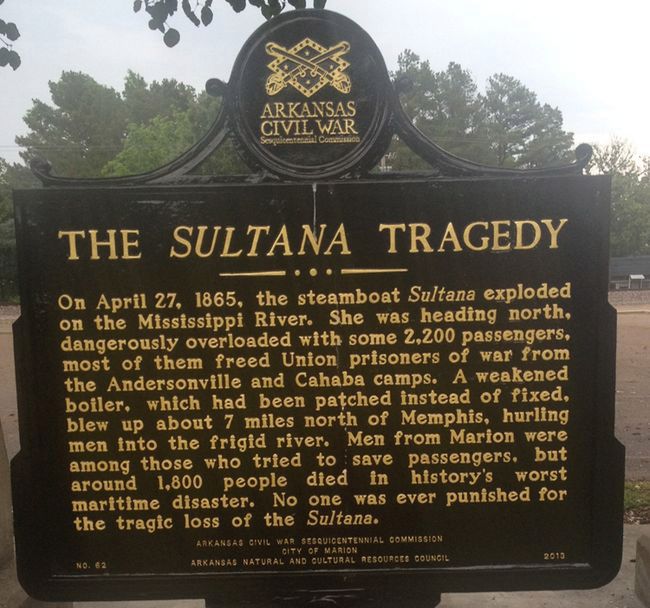 ARKANSAS
CIVIL WAR
Sesquicentennial Commission
THE SULTANA TRAGEDY
On April 27, 1865, the steamboat Sultana exploded
on the Mississippi River. She was heading north,
dangerously overloaded with some 2,200 passengers,
most of them freed Union prisoners of war from
the Andersonville and Cahaba camps. A weakened
boiler, which had been patched instead of fixed,
blew up about 7 miles north of Memphis, hurling
men into the frigid river. Men from Marion were
among those who tried to save passengers, but
around 1,800 people died in history's worst
maritime disaster. No one was ever punished for
the tragic loss of the Sultana.
ARKANSAS CIVIL WAR SESQUICENTENNIAL COMMISSION
CITY OF MARION
NO. 62 ARKANSAS NATURAL AND CULTURAL RESOURCES COUNCIL 2013